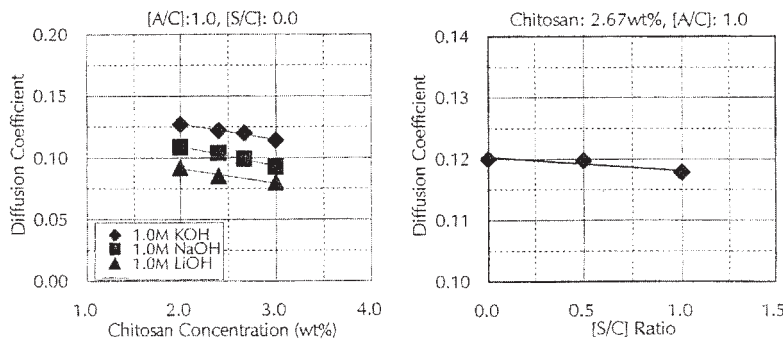 [A/C]:1.0, [S/C]: 0.0
0.20
0.15
0.10
0.05
0.00
Diffusion Coefficient
1.0M KOH
1.0M NaOH
1.0M LiOH
1.0 2.0 3.0 4.0
Chitosan Concentration (wt%)
Chitosan: 2.67wt%, [A/C]: 1.0
0.14
0.13
0.12
0.11
0.10
Diffusion Coefficient
0.0 0.5 1.0 1.5
[S/C] Ratio